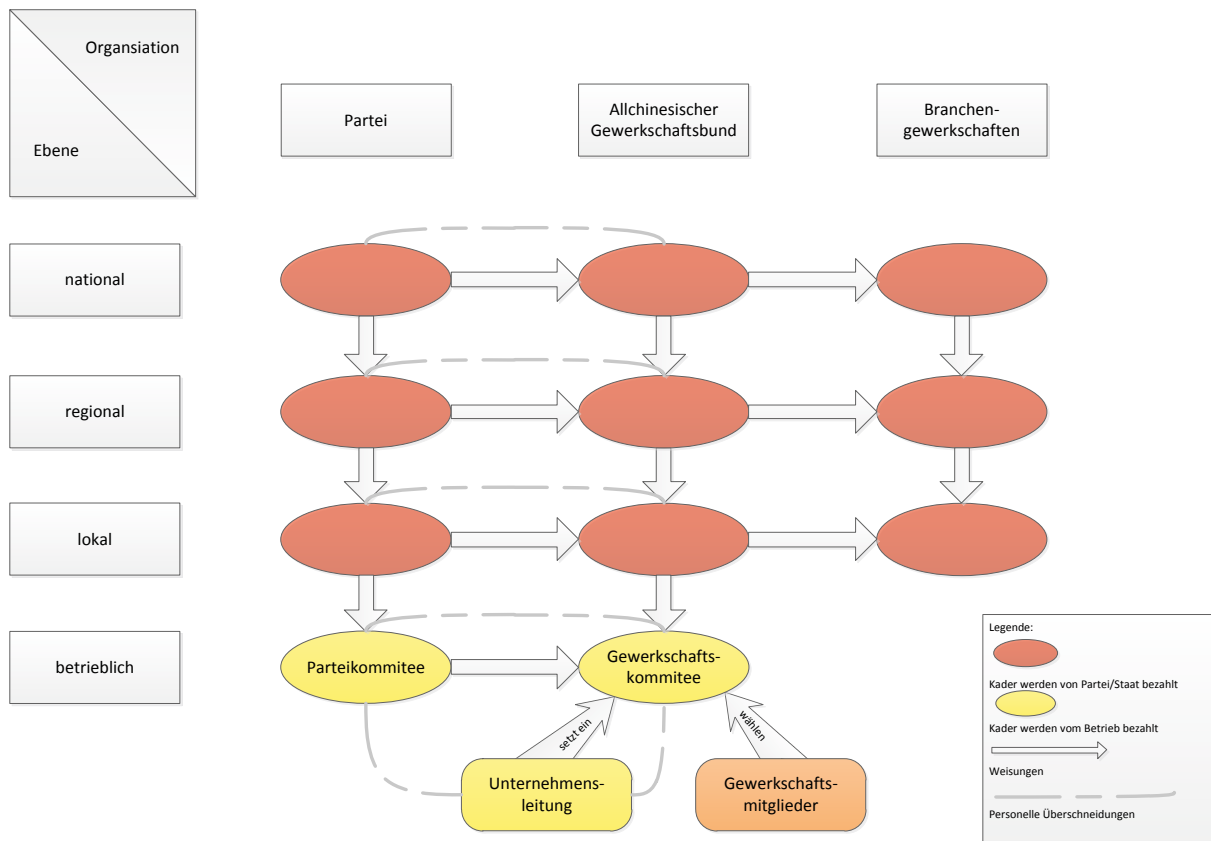 Organsiation
Ebene
Partei
Allchinesischer
Gewerkschaftsbund
Branchen-
gewerkschaften
national
regional
lokal
betrieblich
Parteikommitee
Gewerkschafts-
kommitee
setzt ein
wählen
Unternehmens-
leitung
Gewerkschafts-
mitglieder
Legende:
Kader werden von Partei/Staat bezahlt
Kader werden vom Betrieb bezahlt
Weisungen
Personelle Überschneidungen